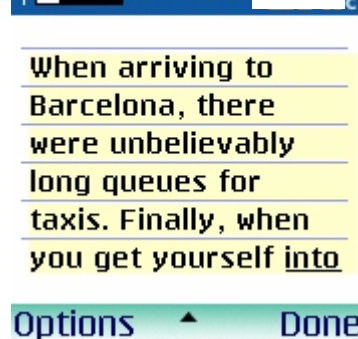 When arriving to
Barcelona, there
were unbelievably
long queues for
taxis. Finally, when
you get yourself into
Options Done